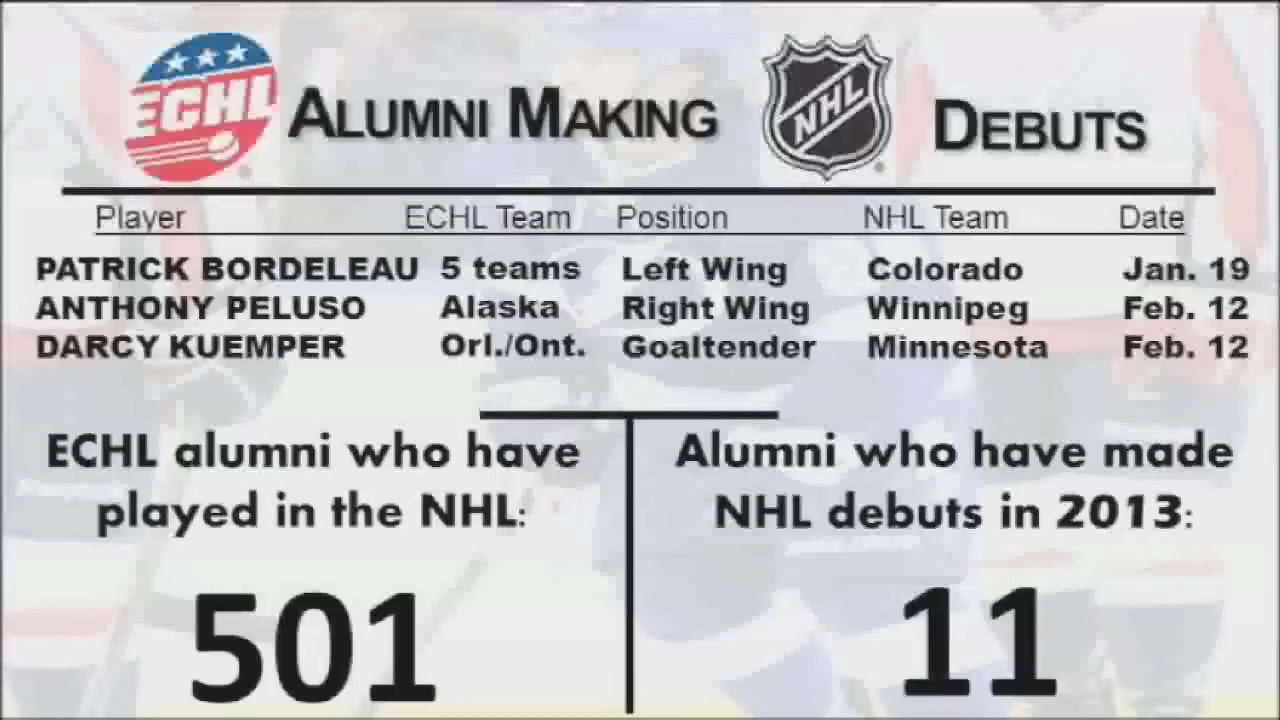 ECHL ALUMNI MAKING NHL DEBUTS
Player ECHL Team Position NHL Team Date
PATRICK BORDELEAU 5 teams Left Wing Colorado Jan. 19
ANTHONY PELUSO Alaska Right Wing Winnipeg Feb. 12
DARCY KUEMPER Orl./Ont. Goaltender Minnesota Feb. 12
ECHL alumni who have
played in the NHL:
501
Alumni who have made
NHL debuts in 2013:
11